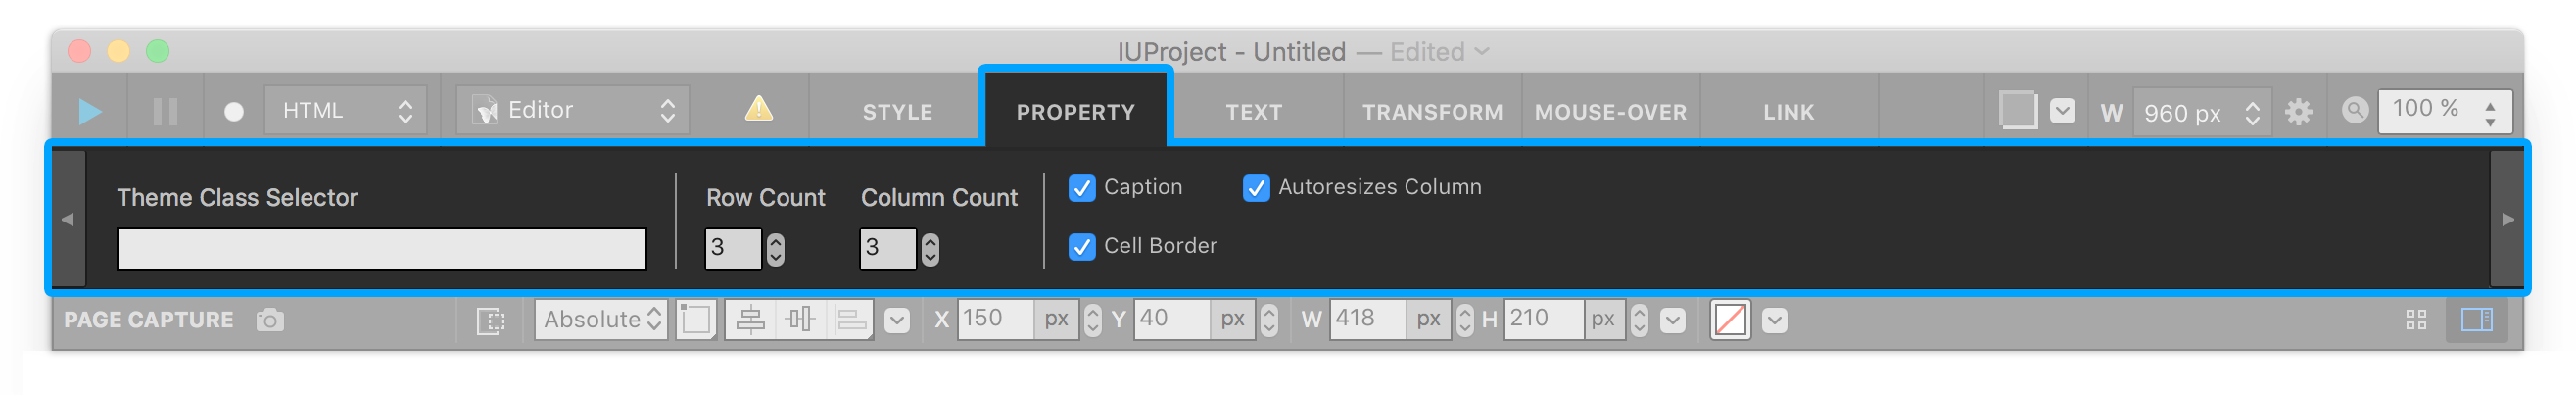 IUProject - Untitled — Edited
HTML Editor STYLE PROPERTY TEXT TRANSFORM MOUSE-OVER LINK W 960 px 100 %
Theme Class Selector Row Count Column Count Caption Autoresizes Column
3 3 Cell Border
PAGE CAPTURE Absolute X 150 px Y 40 px W 418 px H 210 px